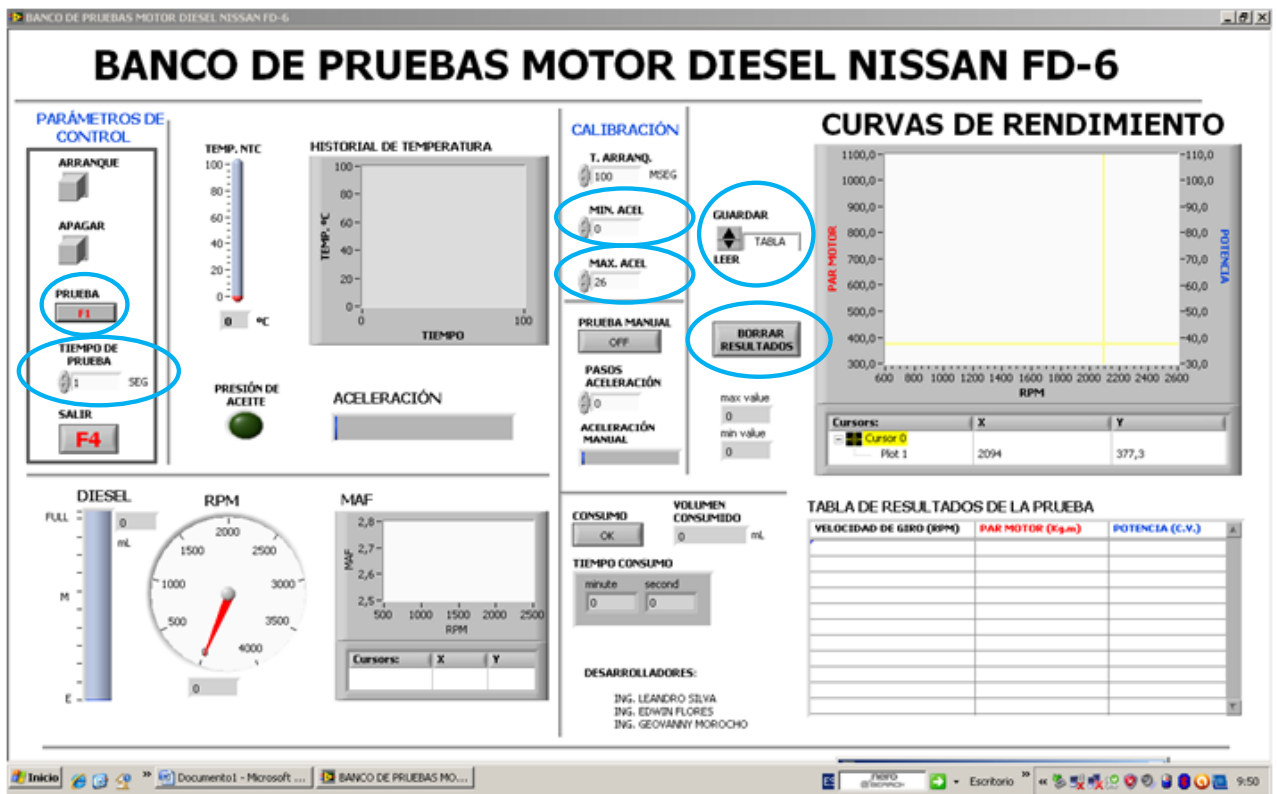 BANCO DE PRUEBAS MOTOR DIESEL NISSAN FD-6
BANCO DE PRUEBAS MOTOR DIESEL NISSAN FD-6
PARÁMETROS DE
CONTROL
ARRANQUE
APAGAR
PRUEBA
F1
TIEMPO DE
PRUEBA
1 SEG
SALIR
F4
TEMP. NTC
100
80
60
40
20
0
0 ºC
HISTORIAL DE TEMPERATURA
TEMP. ºC
100
80
60
40
20
0
0 100
TIEMPO
PRESIÓN DE
ACEITE
ACELERACIÓN
CALIBRACIÓN
T. ARRANQ.
100 MSEG
MIN. ACEL
0
MAX. ACEL
26
PRUEBA MANUAL
OFF
PASOS
ACELERACIÓN
0
ACELERACIÓN
MANUAL
GUARDAR
TABLA
LEER
BORRAR
RESULTADOS
max value
0
min value
0
CURVAS DE RENDIMIENTO
PAR MOTOR
1100,0
1000,0
900,0
800,0
700,0
600,0
500,0
400,0
300,0
110,0
100,0
90,0
80,0
70,0
60,0
50,0
40,0
30,0
POTENCIA
600 800 1000 1200 1400 1600 1800 2000 2200 2400 2600
RPM
Cursors: X Y
Cursor 0
Plot 1 2094 377,3
DIESEL
FULL
M
E
0
mL
RPM
0
500
1000
1500
2000
2500
3000
3500
4000
0
MAF
MAF
2,8
2,7
2,6
2,5
500 1000 1500 2000 2500
RPM
Cursors: X Y
CONSUMO
OK
VOLUMEN
CONSUMIDO
0 mL
TIEMPO CONSUMO
minute second
0 0
DESARROLLADORES:
ING. LEANDRO SILVA
ING. EDWIN FLORES
ING. GEOVANNY MOROCHO
TABLA DE RESULTADOS DE LA PRUEBA
VELOCIDAD DE GIRO (RPM) PAR MOTOR (Kg.m) POTENCIA (C.V.)
Inicio
Documento1 - Microsoft ...
BANCO DE PRUEBAS MO...
ES
nero
SEARCH
Escritorio
9:50